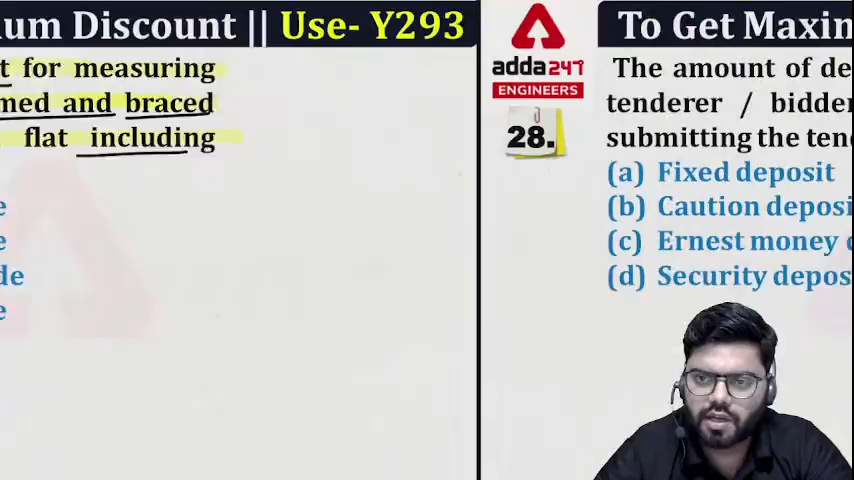 um Discount || Use- Y293
t for measuring
med and braced
flat including
e
e
de
e
To Get Maxim
adda247
ENGINEERS
28.
The amount of de
tenderer / bidder
submitting the tend
(a) Fixed deposit
(b) Caution deposi
(c) Ernest money d
(d) Security depos